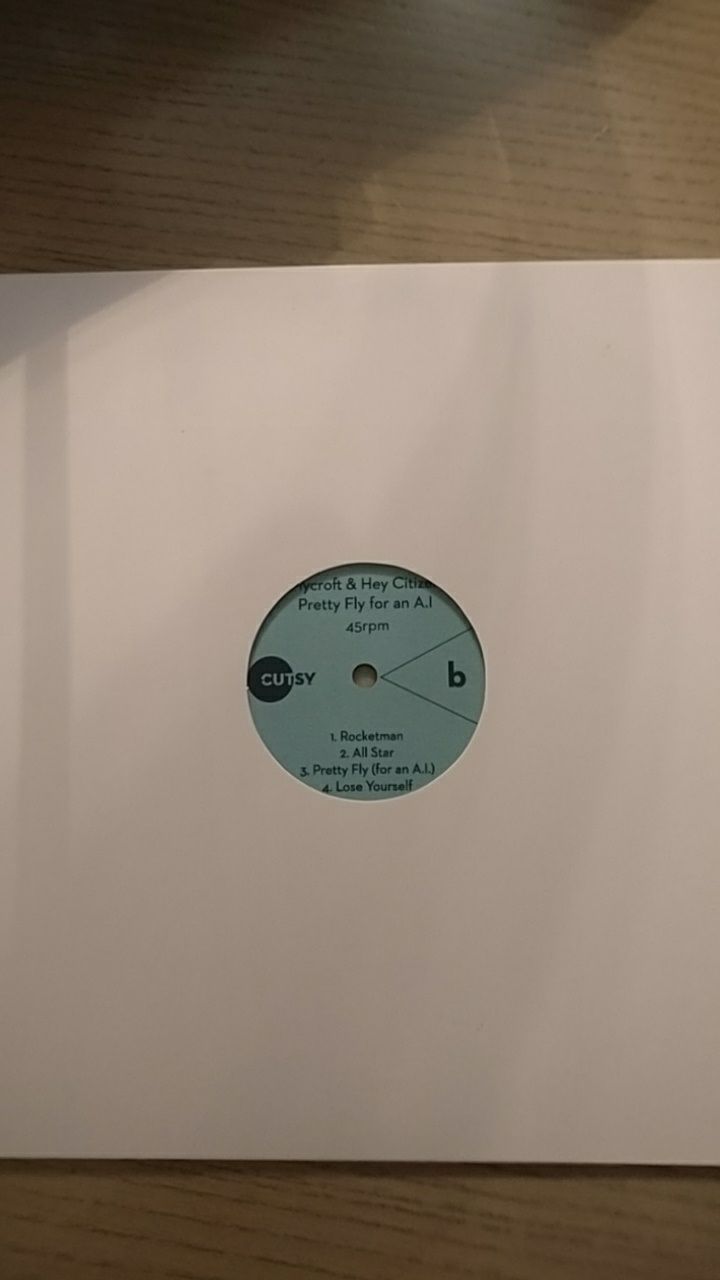 & Hey
Pretty Fly for an A.I
45rpm
CUTSY
b
1. Rocketman
2. All Star
3. Pretty Fly (for an A.I.)
4. Lose Yourself